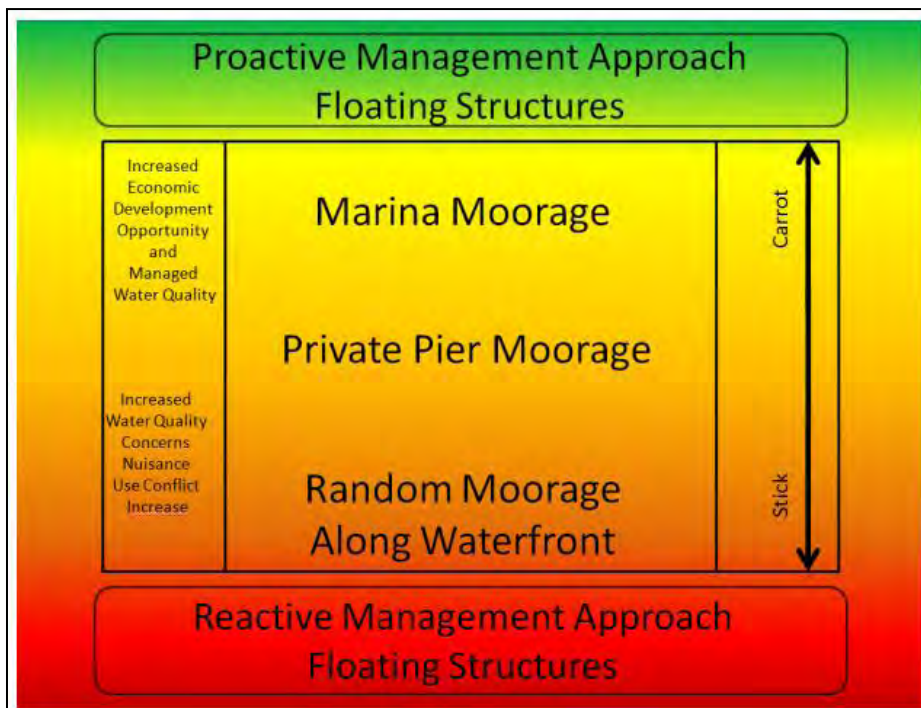 Proactive Management Approach
Floating Structures
Increased
Economic
Development
Opportunity
and
Managed
Water Quality
Marina Moorage
Carrot
Private Pier Moorage
Increased
Water Quality
Concerns
Nuisance
Use Conflict
Increase
Random Moorage
Along Waterfront
Stick
Reactive Management Approach
Floating Structures